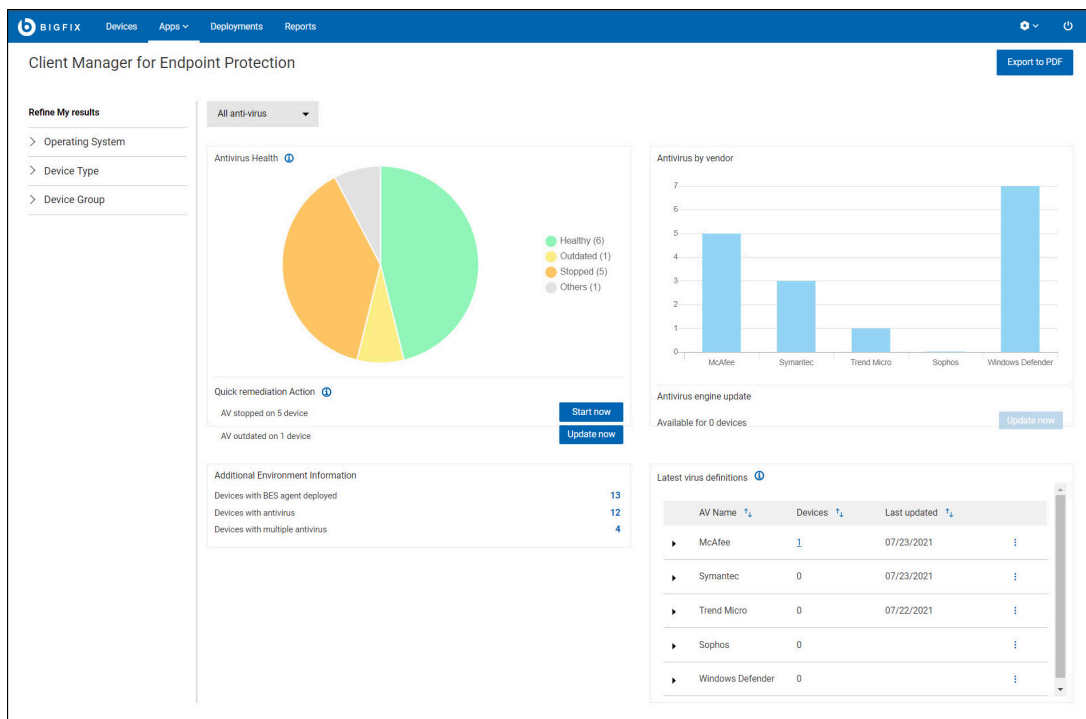 BIGFIX Devices Apps Deployments Reports
Client Manager for Endpoint Protection
Export to PDF
Refine My results
Operating System
Device Type
Device Group
All anti-virus
Antivirus Health
Healthy (6)
Outdated (1)
Stopped (5)
Others (1)
Quick remediation Action
AV stopped on 5 device
Start now
AV outdated on 1 device
Update now
Antivirus by vendor
7
6
5
4
3
2
1
0
McAfee Symantec Trend Micro Sophos Windows Defender
Antivirus engine update
Available for 0 devices
Update now
Additional Environment Information
Devices with BES agent deployed 13
Devices with antivirus 12
Devices with multiple antivirus 4
Latest virus definitions
AV Name Devices Last updated
McAfee 1 07/23/2021
Symantec 0 07/23/2021
Trend Micro 0 07/22/2021
Sophos 0
Windows Defender 0